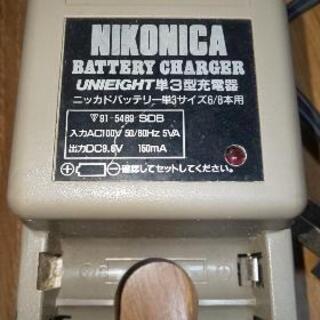 NIKONICA
BATTERY CHARGER
UNIEIGHT単3型充電器
ニッカドバッテリー単3サイズ6/8本用
91-5469 SDB
入力AC100V 50/60Hz 5VA
出力DC9.6V 150mA
⊕ ⊖ 確認してセットしてください。